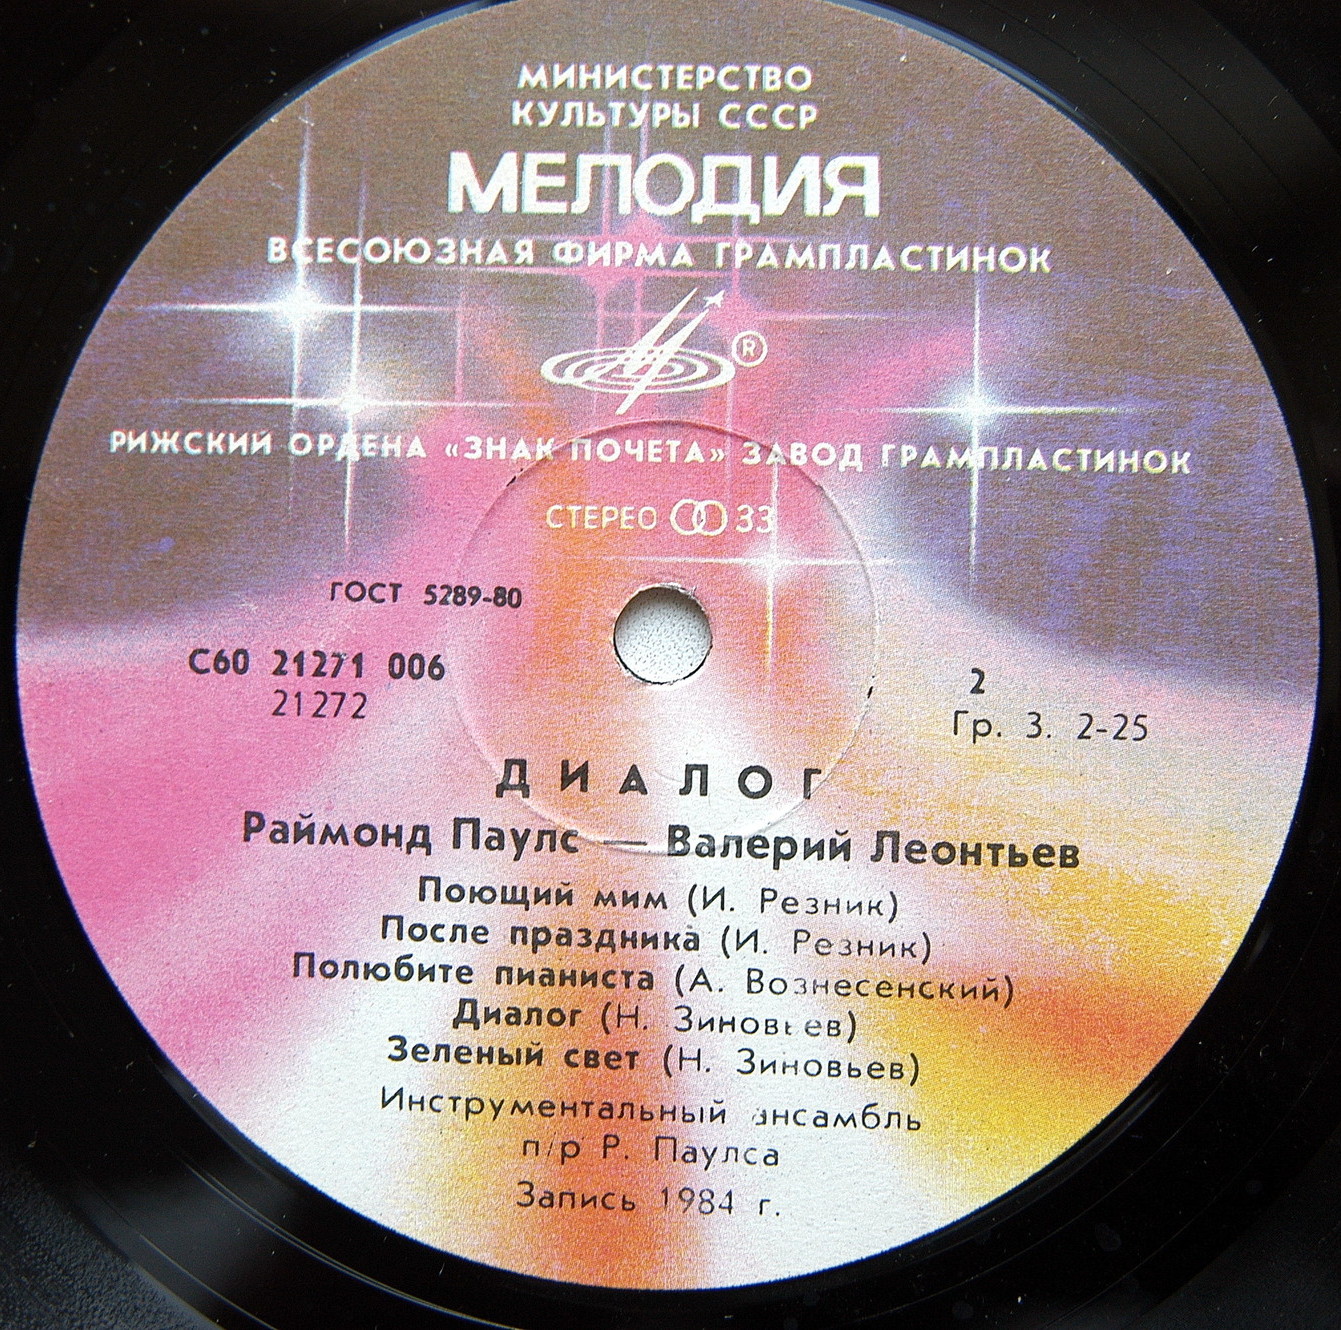 МИНИСТЕРСТВО
КУЛЬТУРЫ СССР
МЕЛОДИЯ
ВСЕСОЮЗНАЯ ФИРМА ГРАМПЛАСТИНОК
®
РИЖСКИЙ ОРДЕНА «ЗНАК ПОЧЕТА» ЗАВОД ГРАМПЛАСТИНОК
СТЕРЕО 33
ГОСТ 5289-80
С60 21271 006
21272
2
Гр. 3. 2-25
ДИАЛОГ
Раймонд Паулс — Валерий Леонтьев
Поющий мим (И. Резник)
После праздника (И. Резник)
Полюбите пианиста (А. Вознесенский)
Диалог (Н. Зиновьев)
Зеленый свет (Н. Зиновьев)
Инструментальный ансамбль
п/р Р. Паулса
Запись 1984 г.